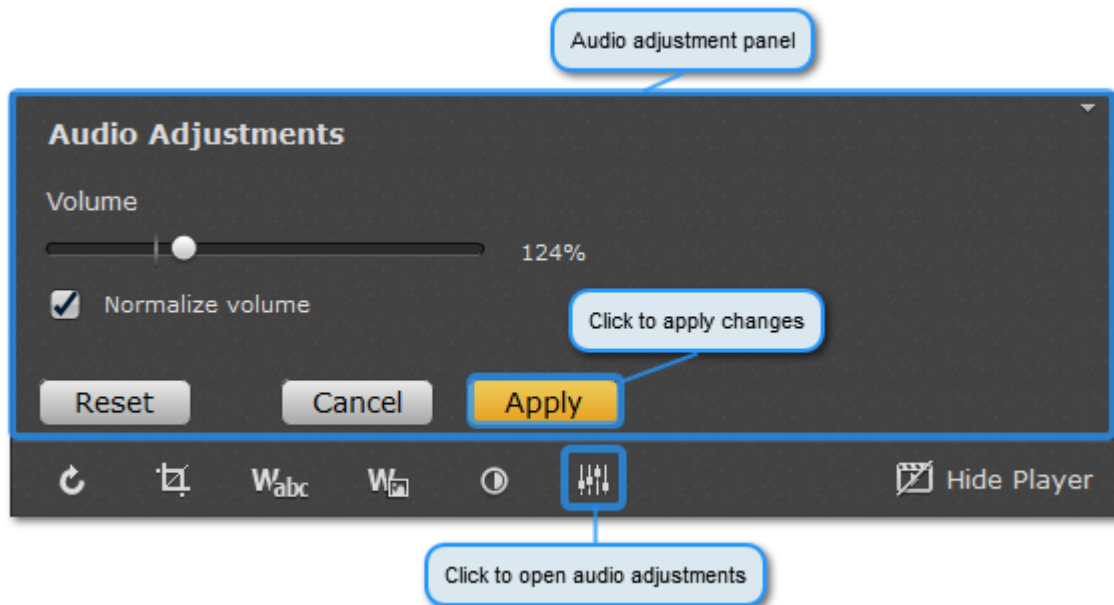 Audio adjustment panel
Audio Adjustments
Volume
124%
Normalize volume
Click to apply changes
Reset
Cancel
Apply
Wabc
W
Hide Player
Click to open audio adjustments